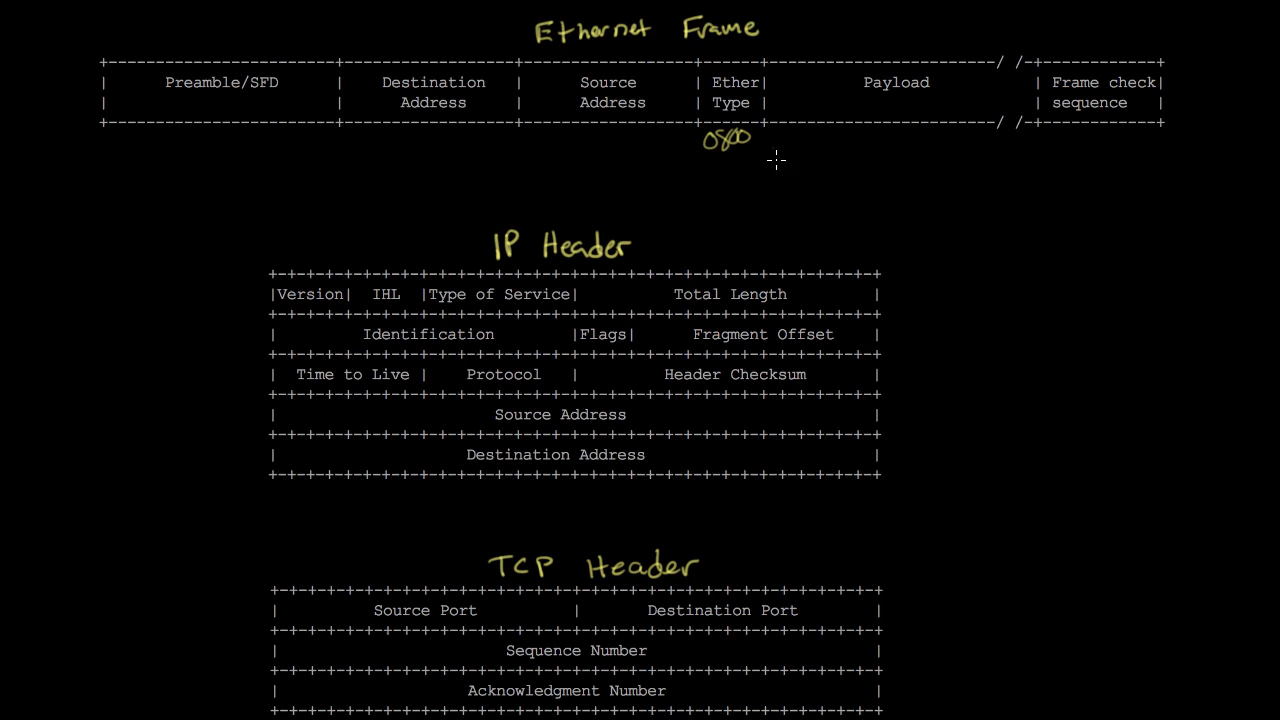 Ethernet Frame
+------------------------+------------------+------------------+------+------------------------/ /-+------------+
| Preamble/SFD | Destination | Source | Ether| Payload | Frame check|
| | Address | Address | Type | | sequence |
+------------------------+------------------+------------------+------+------------------------/ /-+------------+
0800
IP Header
+-+-+-+-+-+-+-+-+-+-+-+-+-+-+-+-+-+-+-+-+-+-+-+-+-+-+-+-+-+-+-+-+
|Version| IHL |Type of Service| Total Length |
+-+-+-+-+-+-+-+-+-+-+-+-+-+-+-+-+-+-+-+-+-+-+-+-+-+-+-+-+-+-+-+-+
| Identification |Flags| Fragment Offset |
+-+-+-+-+-+-+-+-+-+-+-+-+-+-+-+-+-+-+-+-+-+-+-+-+-+-+-+-+-+-+-+-+
| Time to Live | Protocol | Header Checksum |
+-+-+-+-+-+-+-+-+-+-+-+-+-+-+-+-+-+-+-+-+-+-+-+-+-+-+-+-+-+-+-+-+
| Source Address |
+-+-+-+-+-+-+-+-+-+-+-+-+-+-+-+-+-+-+-+-+-+-+-+-+-+-+-+-+-+-+-+-+
| Destination Address |
+-+-+-+-+-+-+-+-+-+-+-+-+-+-+-+-+-+-+-+-+-+-+-+-+-+-+-+-+-+-+-+-+
TCP Header
+-+-+-+-+-+-+-+-+-+-+-+-+-+-+-+-+-+-+-+-+-+-+-+-+-+-+-+-+-+-+-+-+
| Source Port | Destination Port |
+-+-+-+-+-+-+-+-+-+-+-+-+-+-+-+-+-+-+-+-+-+-+-+-+-+-+-+-+-+-+-+-+
| Sequence Number |
+-+-+-+-+-+-+-+-+-+-+-+-+-+-+-+-+-+-+-+-+-+-+-+-+-+-+-+-+-+-+-+-+
| Acknowledgment Number |
+-+-+-+-+-+-+-+-+-+-+-+-+-+-+-+-+-+-+-+-+-+-+-+-+-+-+-+-+-+-+-+-+